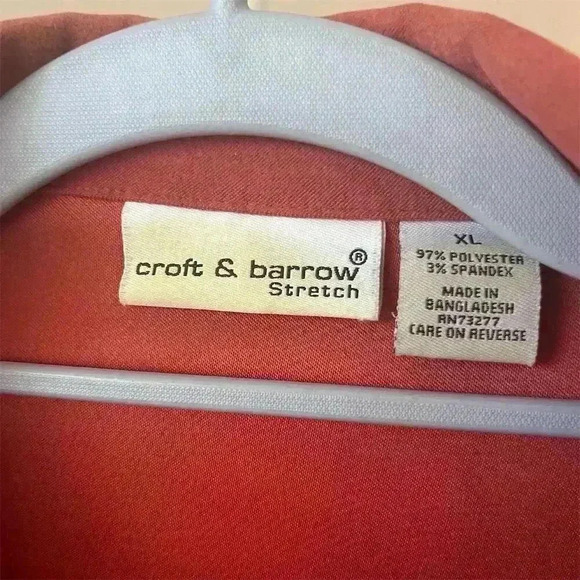 croft & barrow®
Stretch
XL
97% POLYESTER
3% SPANDEX
MADE IN
BANGLADESH
RN73277
CARE ON REVERSE